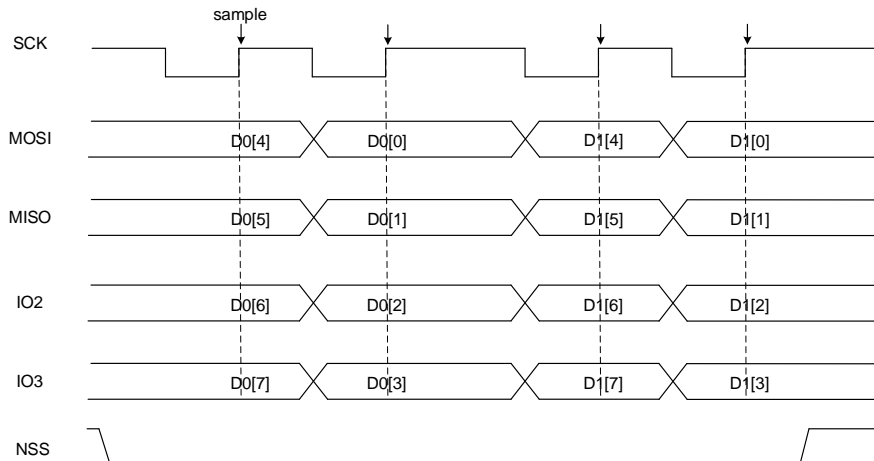 sample
SCK
MOSI D0[4] D0[0] D1[4] D1[0]
MISO D0[5] D0[1] D1[5] D1[1]
IO2 D0[6] D0[2] D1[6] D1[2]
IO3 D0[7] D0[3] D1[7] D1[3]
NSS